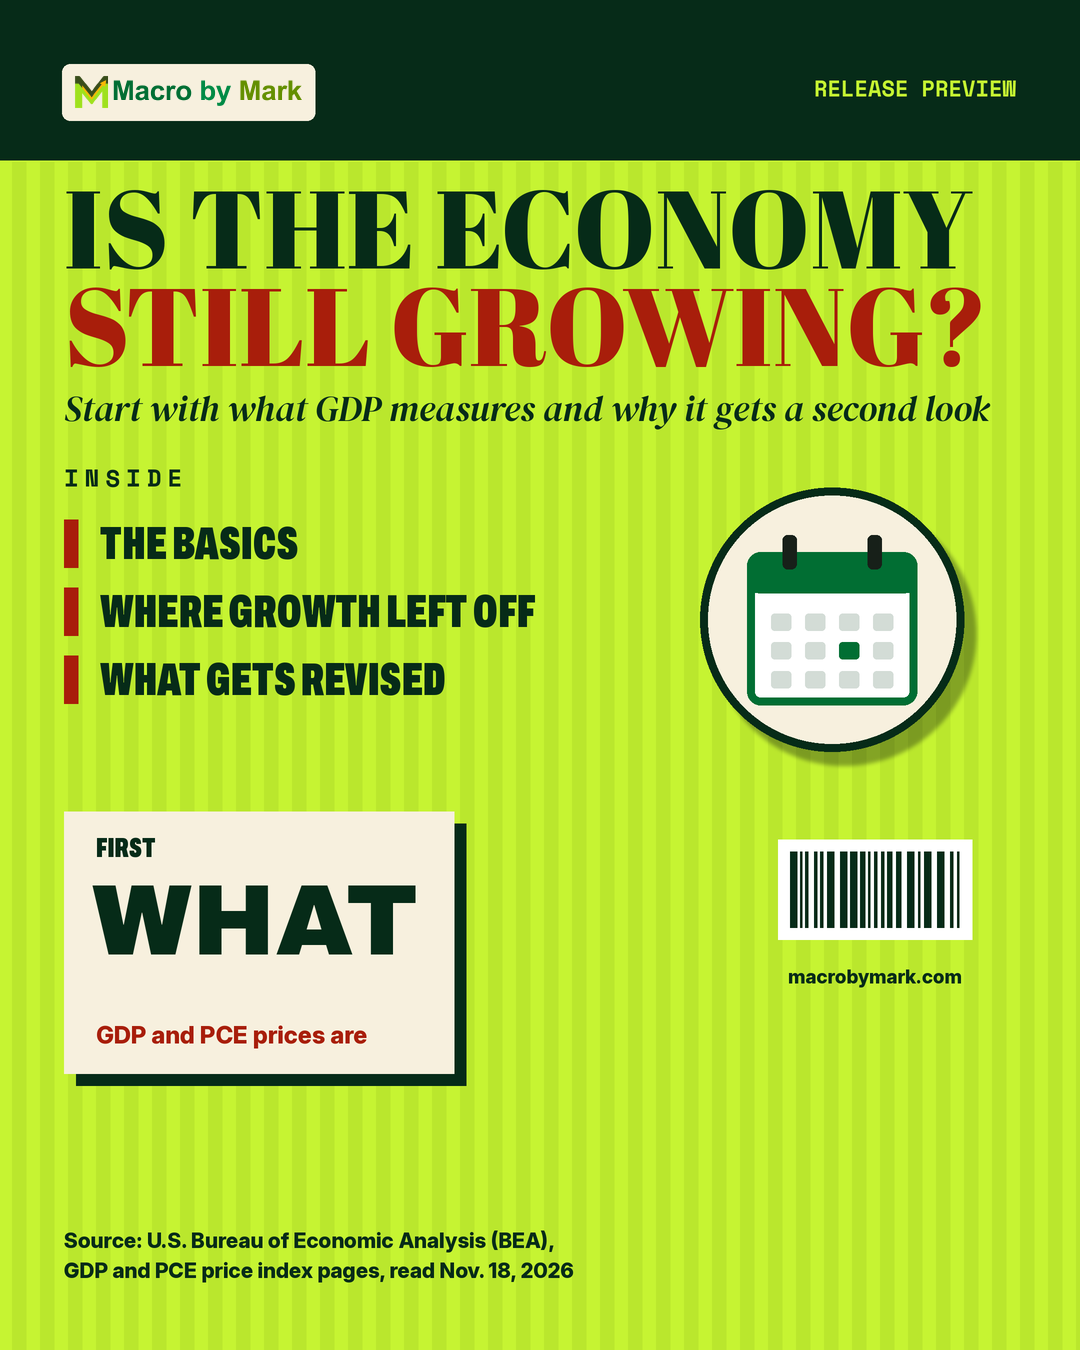 Macro by Mark
RELEASE PREVIEW
IS THE ECONOMY
STILL GROWING?
Start with what GDP measures and why it gets a second look
INSIDE
THE BASICS
WHERE GROWTH LEFT OFF
WHAT GETS REVISED
FIRST
WHAT
GDP and PCE prices are
macrobymark.com
Source: U.S. Bureau of Economic Analysis (BEA),
GDP and PCE price index pages, read Nov. 18, 2026